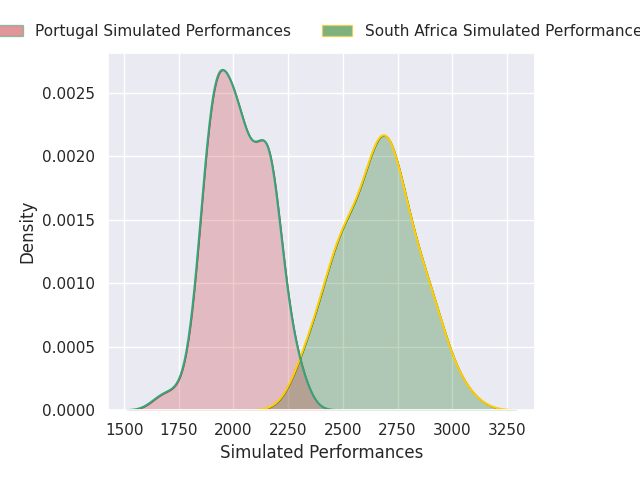 Portugal Simulated Performances South Africa Simulated Performance
0.0025
0.0020
0.0015
0.0010
0.0005
0.0000
Density
1500 1750 2000 2250 2500 2750 3000 3250
Simulated Performances